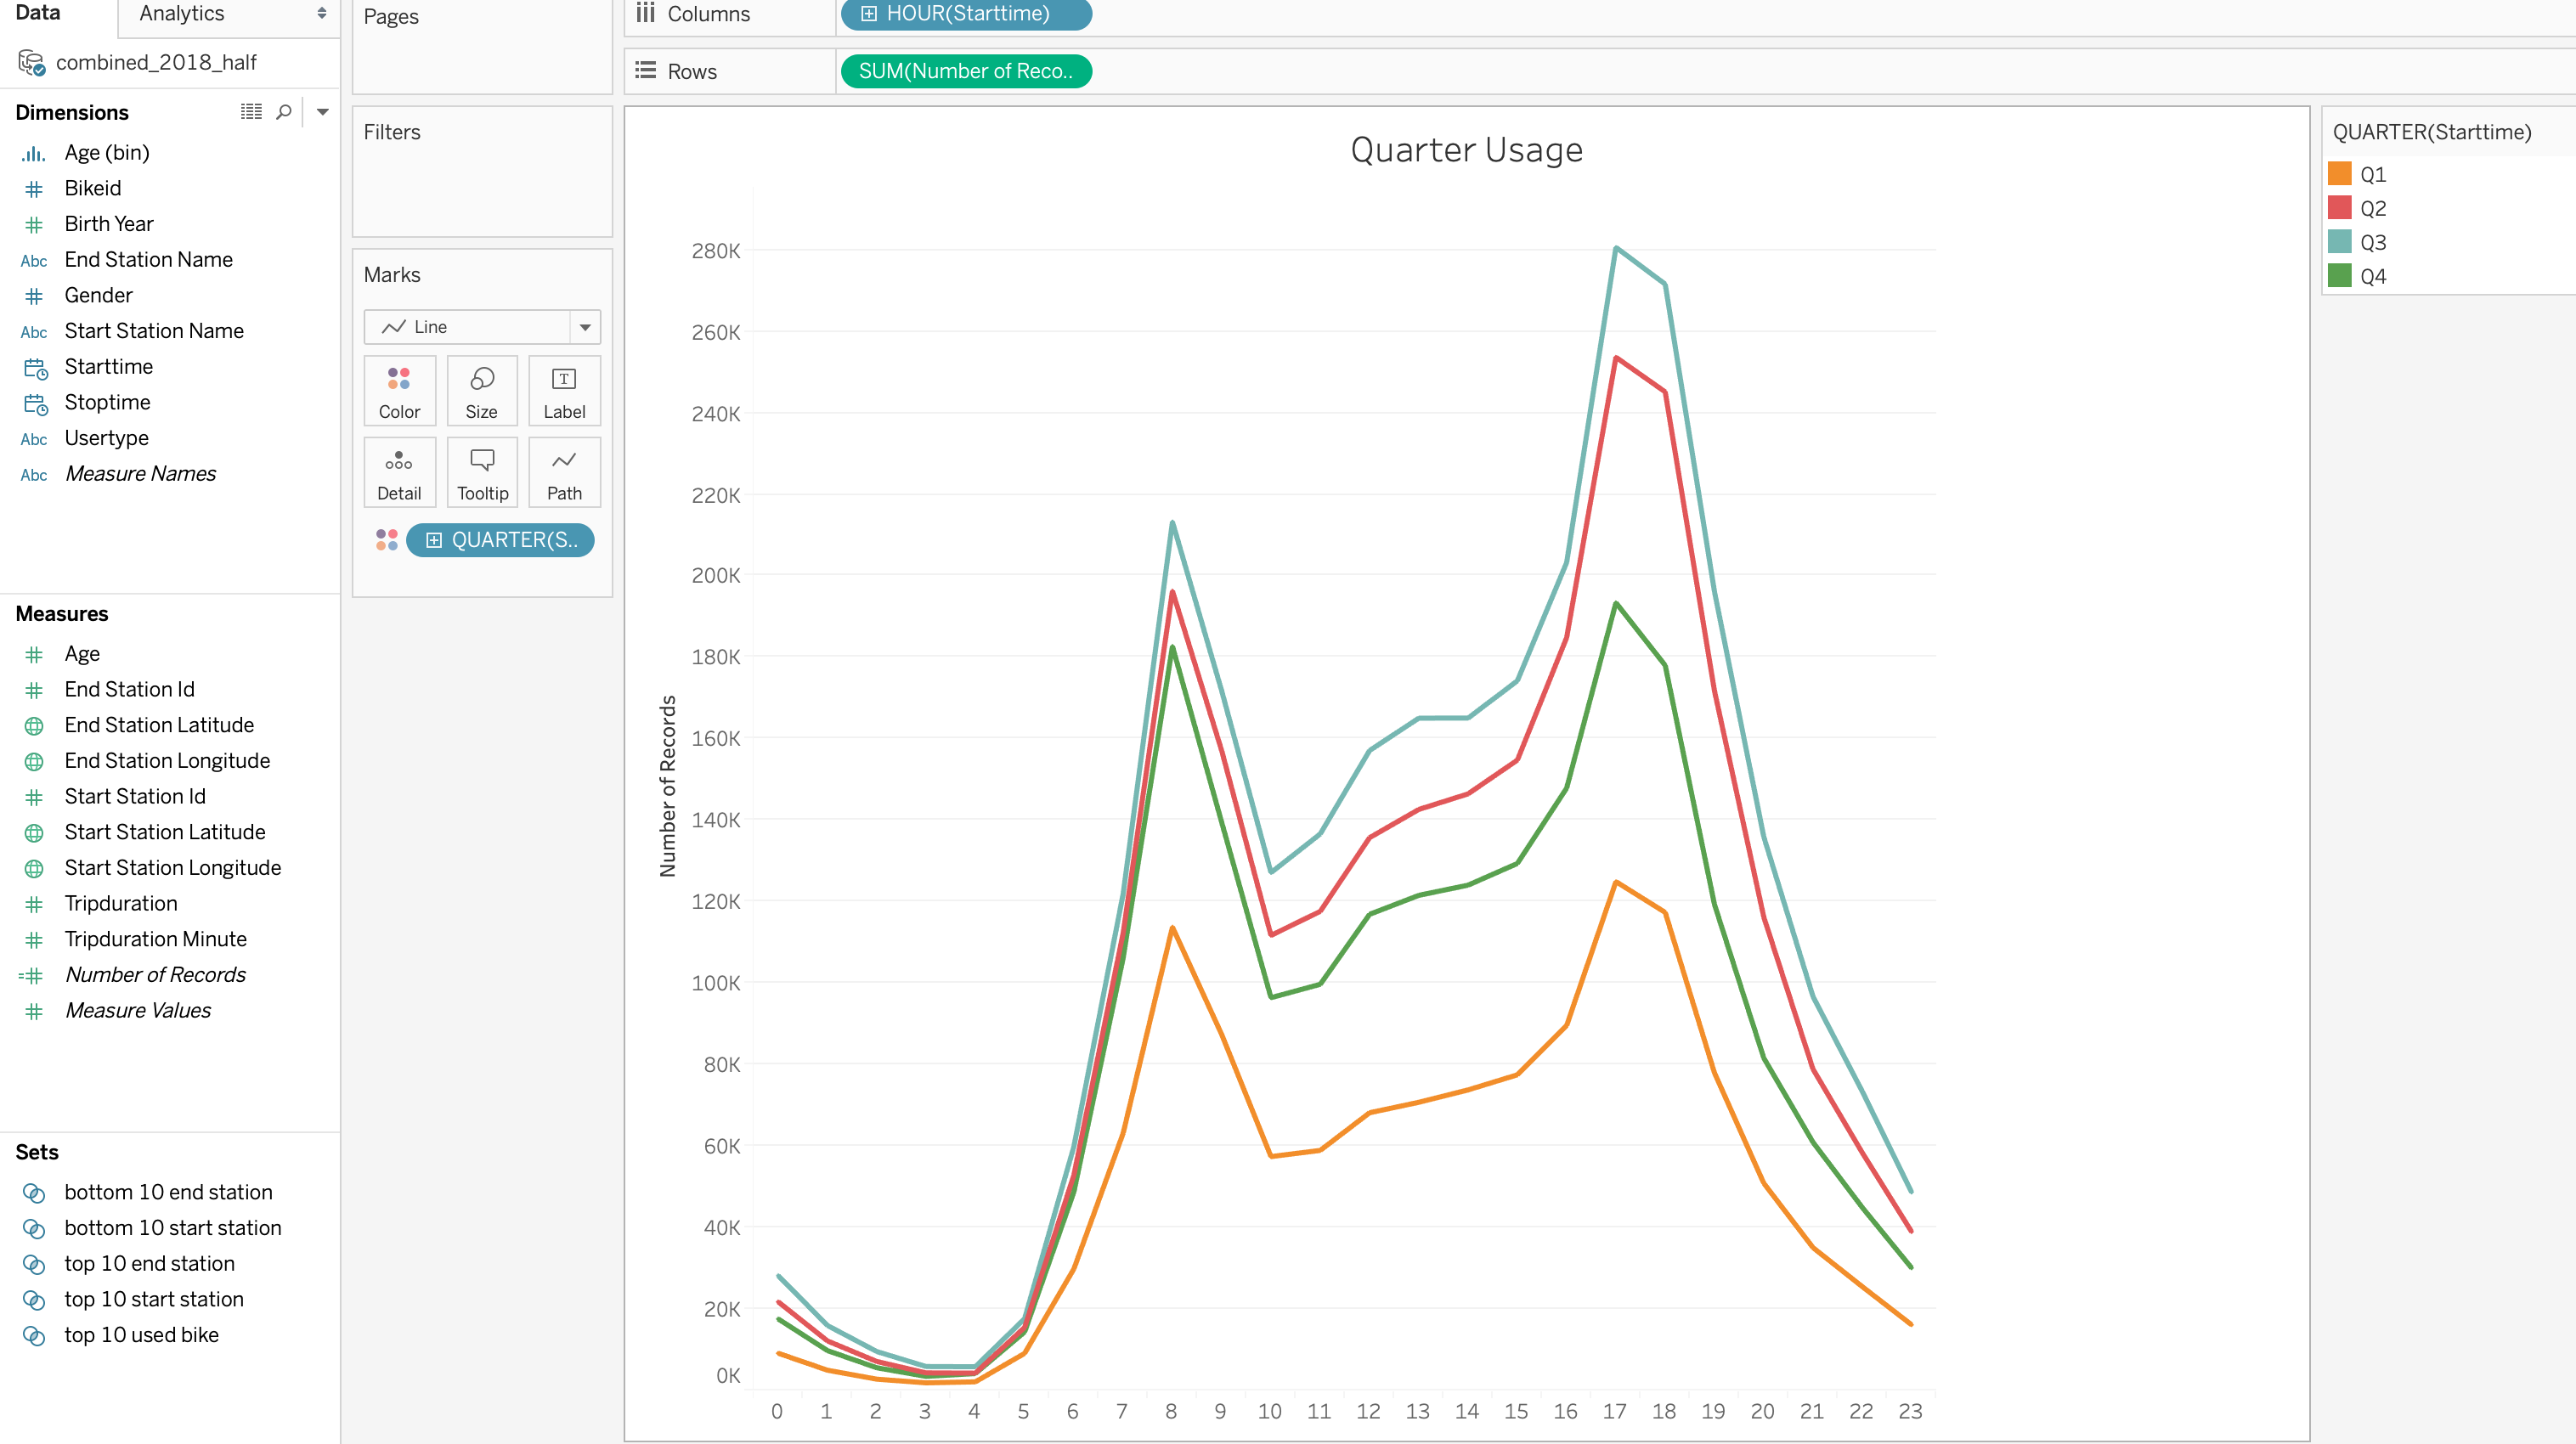 Data
Analytics
combined_2018_half
Dimensions
Age (bin)
# Bikeid
# Birth Year
Abc End Station Name
# Gender
Abc Start Station Name
Starttime
Stoptime
Abc Usertype
Abc Measure Names
Measures
# Age
# End Station Id
End Station Latitude
End Station Longitude
# Start Station Id
Start Station Latitude
Start Station Longitude
# Tripduration
# Tripduration Minute
=# Number of Records
# Measure Values
Sets
bottom 10 end station
bottom 10 start station
top 10 end station
top 10 start station
top 10 used bike
Pages
Filters
Marks
Line
Color
Size
T
Label
Detail
Tooltip
Path
QUARTER(S..
Columns
HOUR(Starttime)
Rows
SUM(Number of Reco..
Quarter Usage
Number of Records
280K
260K
240K
220K
200K
180K
160K
140K
120K
100K
80K
60K
40K
20K
0K
0 1 2 3 4 5 6 7 8 9 10 11 12 13 14 15 16 17 18 19 20 21 22 23
QUARTER(Starttime)
Q1
Q2
Q3
Q4